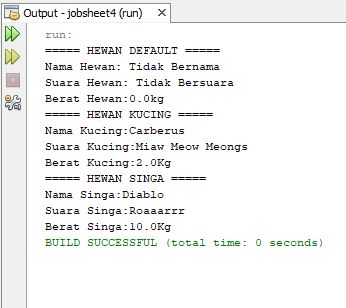 Output - jobsheet4 (run)
run:
===== HEWAN DEFAULT =====
Nama Hewan: Tidak Bernama
Suara Hewan: Tidak Bersuara
Berat Hewan:0.0kg
===== HEWAN KUCING =====
Nama Kucing:Carberus
Suara Kucing:Miaw Meow Meongs
Berat Kucing:2.0Kg
===== HEWAN SINGA =====
Nama Singa:Diablo
Suara Singa:Roaaarrr
Berat Singa:10.0Kg
BUILD SUCCESSFUL (total time: 0 seconds)